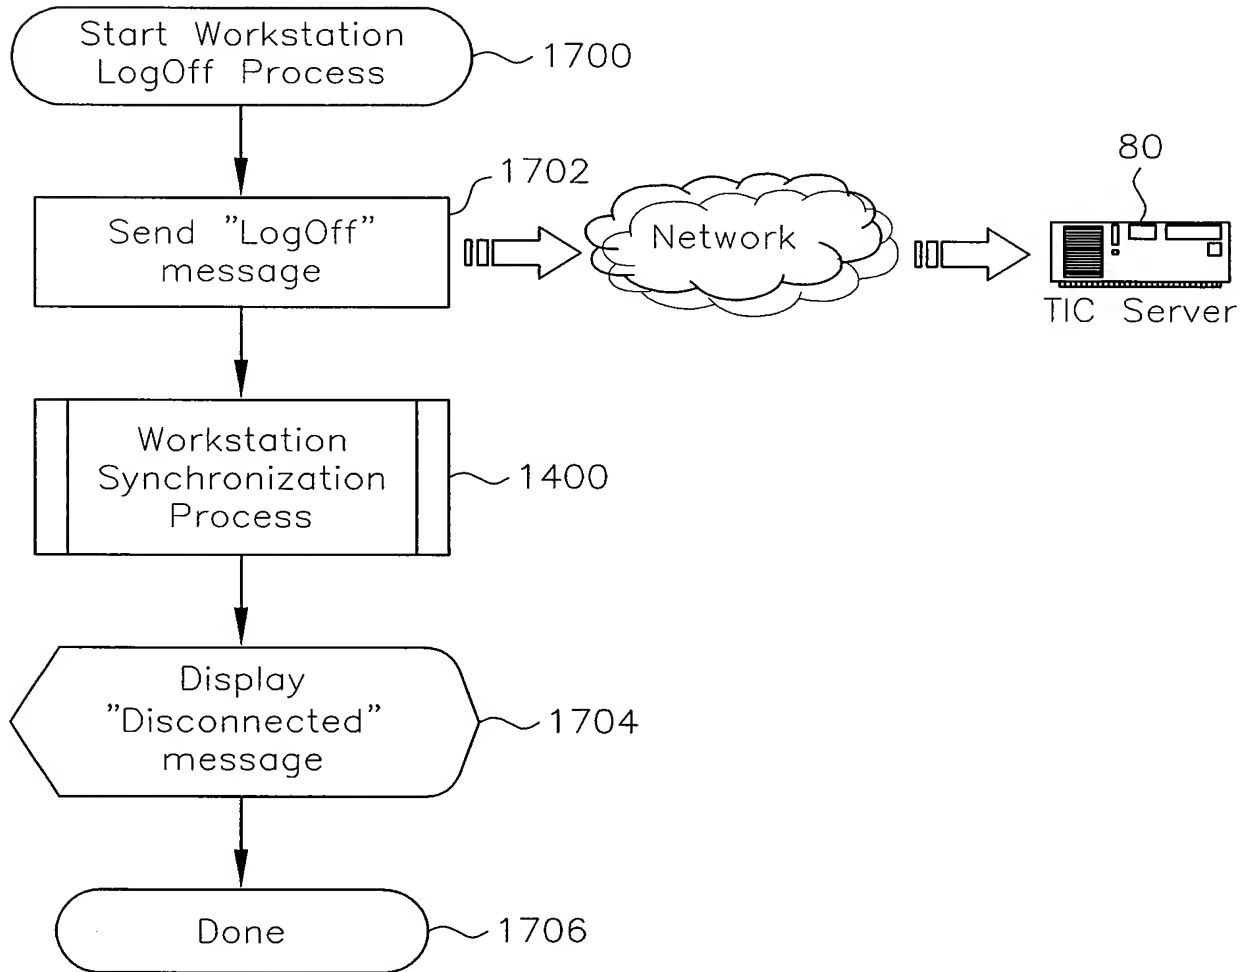 Start Workstation
LogOff Process
1700
1702
Send "LogOff"
message
Network
80
TIC Server
Workstation
Synchronization
Process
1400
Display
"Disconnected"
message
1704
Done
1706